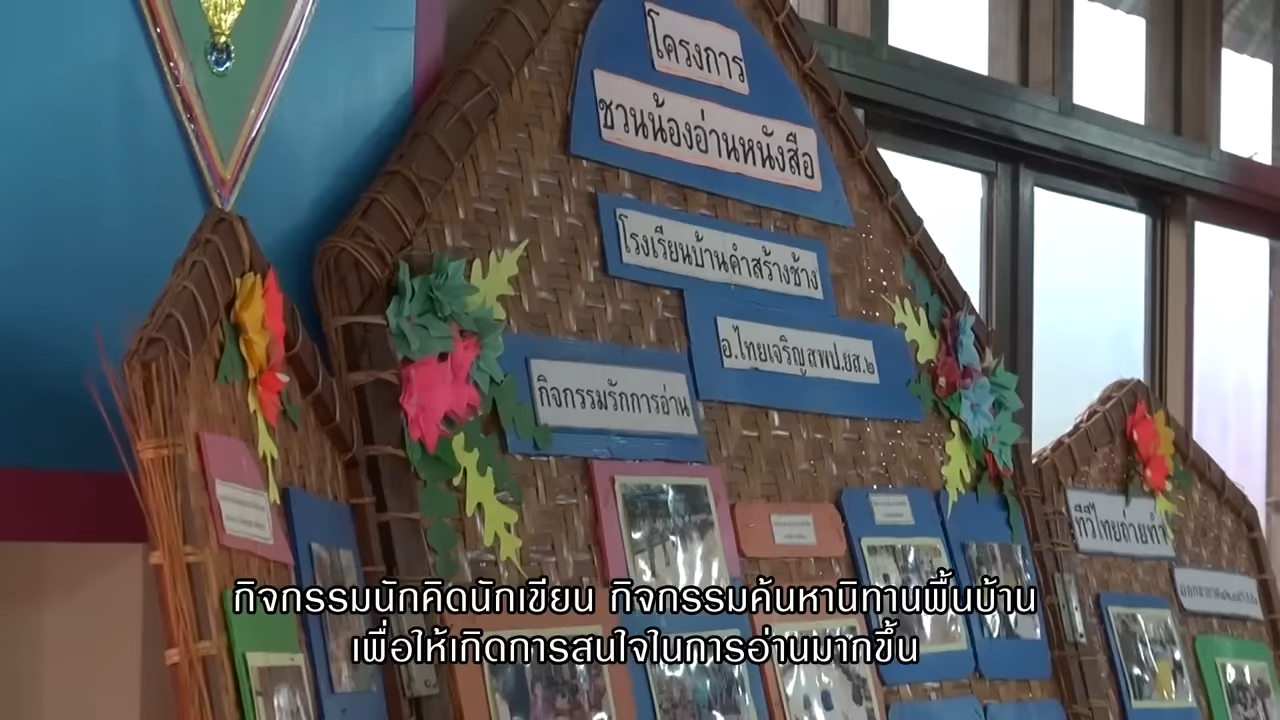 โครงการ
ชวนน้องอ่านหนังสือ
โรงเรียนบ้านคำสร้างช้าง
อ.ไทยเจริญสพป.ยส.๒
กิจกรรมรักการอ่าน
ทีวีไทยถ่ายทำ
กิจกรรมนักคิดนักเขียน กิจกรรมค้นหานิทานพื้นบ้าน
เพื่อให้เกิดการสนใจในการอ่านมากขึ้น